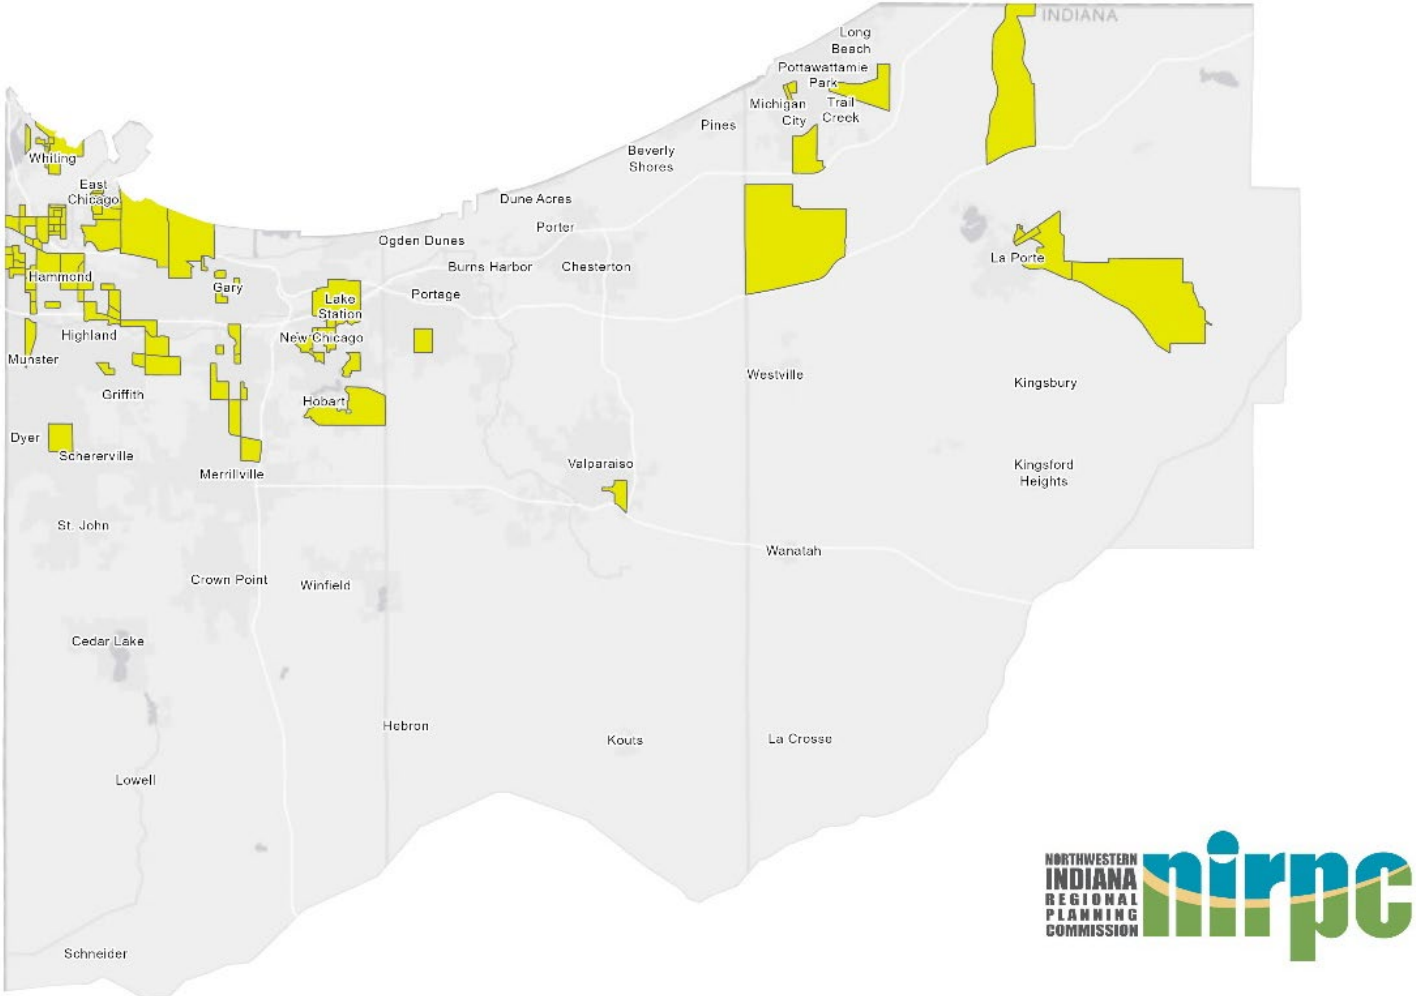 INDIANA
Long
Beach
Pottawattamie
Park
Michigan
City
Trail
Creek
Pines
Beverly
Shores
Whiting
East
Chicago
Dune Acres
Porter
Ogden Dunes
Burns Harbor
Chesterton
La Porte
Hammond
Gary
Lake
Station
Portage
Highland
New Chicago
Munster
Westville
Kingsbury
Griffith
Hobart
Dyer
Schererville
Merrillville
Valparaiso
Kingsford
Heights
St. John
Wanatah
Crown Point
Winfield
Cedar Lake
Hebron
Kouts
La Crosse
Lowell
Schneider
NORTHWESTERN
INDIANA
REGIONAL
PLANNING
COMMISSION
nirpc